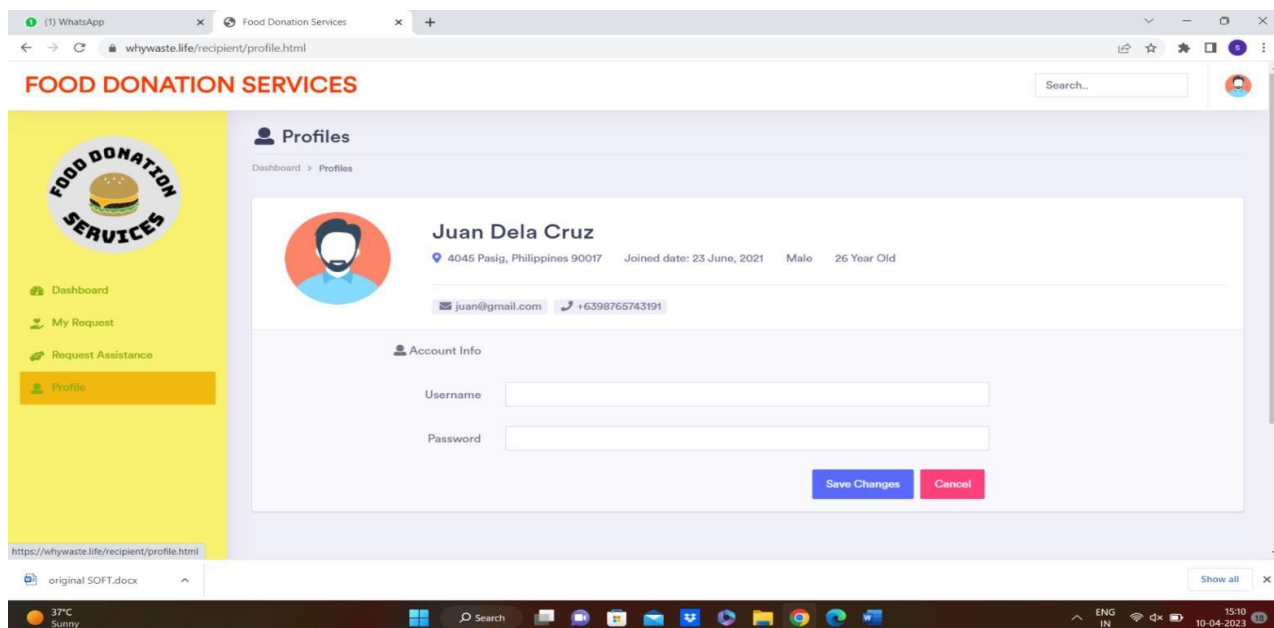 (1) WhatsApp
Food Donation Services
whywaste.life/recipient/profile.html
S
FOOD DONATION SERVICES
Search..
FOOD DONATION
SERVICES
Profiles
Dashboard > Profiles
Juan Dela Cruz
4045 Pasig, Philippines 90017 Joined date: 23 June, 2021 Male 26 Year Old
juan@gmail.com +6398765743191
Dashboard
My Request
Request Assistance
Profile
Account Info
Username
Password
Save Changes Cancel
https://whywaste.life/recipient/profile.html
original SOFT.docx
Show all
37°C
Sunny
Search
ENG
IN
15:10
10-04-2023
18